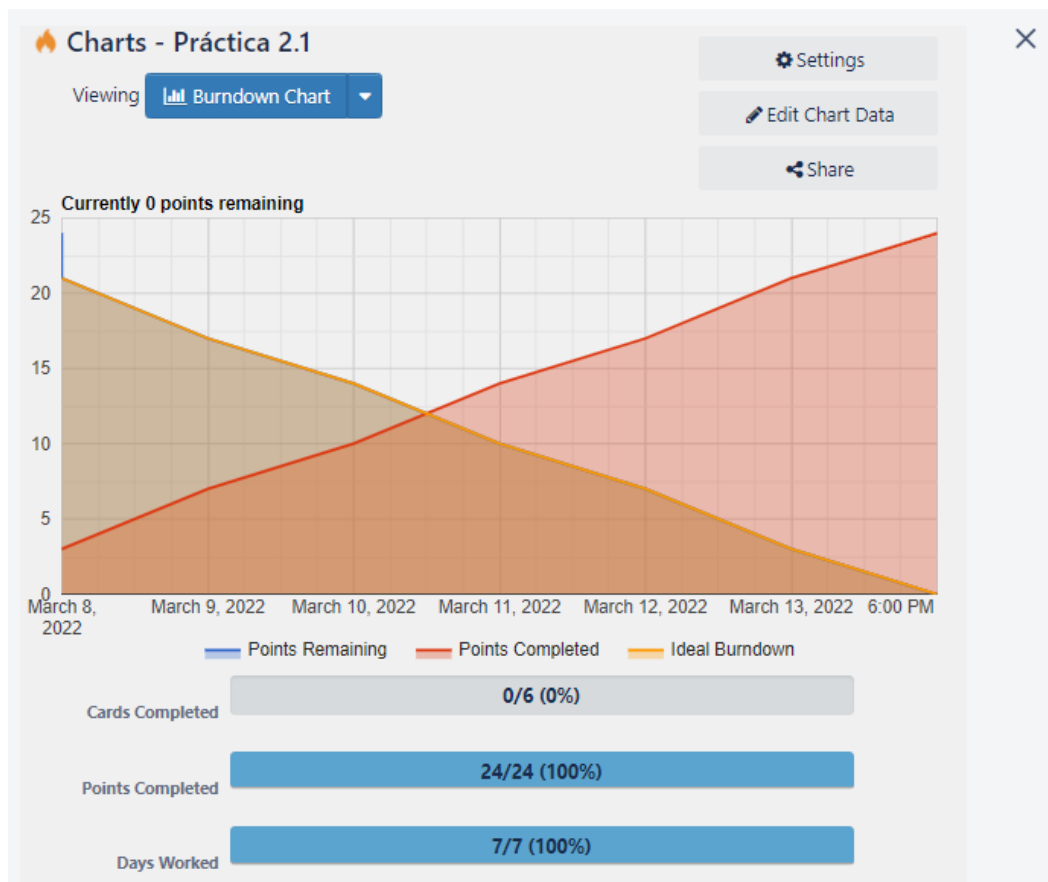 Charts - Práctica 2.1
Settings
Viewing Burndown Chart
Edit Chart Data
Share
Currently 0 points remaining
25
20
15
10
5
0
March 8, 2022 March 9, 2022 March 10, 2022 March 11, 2022 March 12, 2022 March 13, 2022 6:00 PM
Points Remaining Points Completed Ideal Burndown
Cards Completed 0/6 (0%)
Points Completed 24/24 (100%)
Days Worked 7/7 (100%)